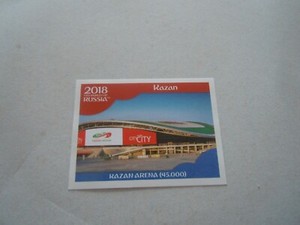 2018
RUSSIA
Kazan
CITY
KAZAN ARENA (45.000)